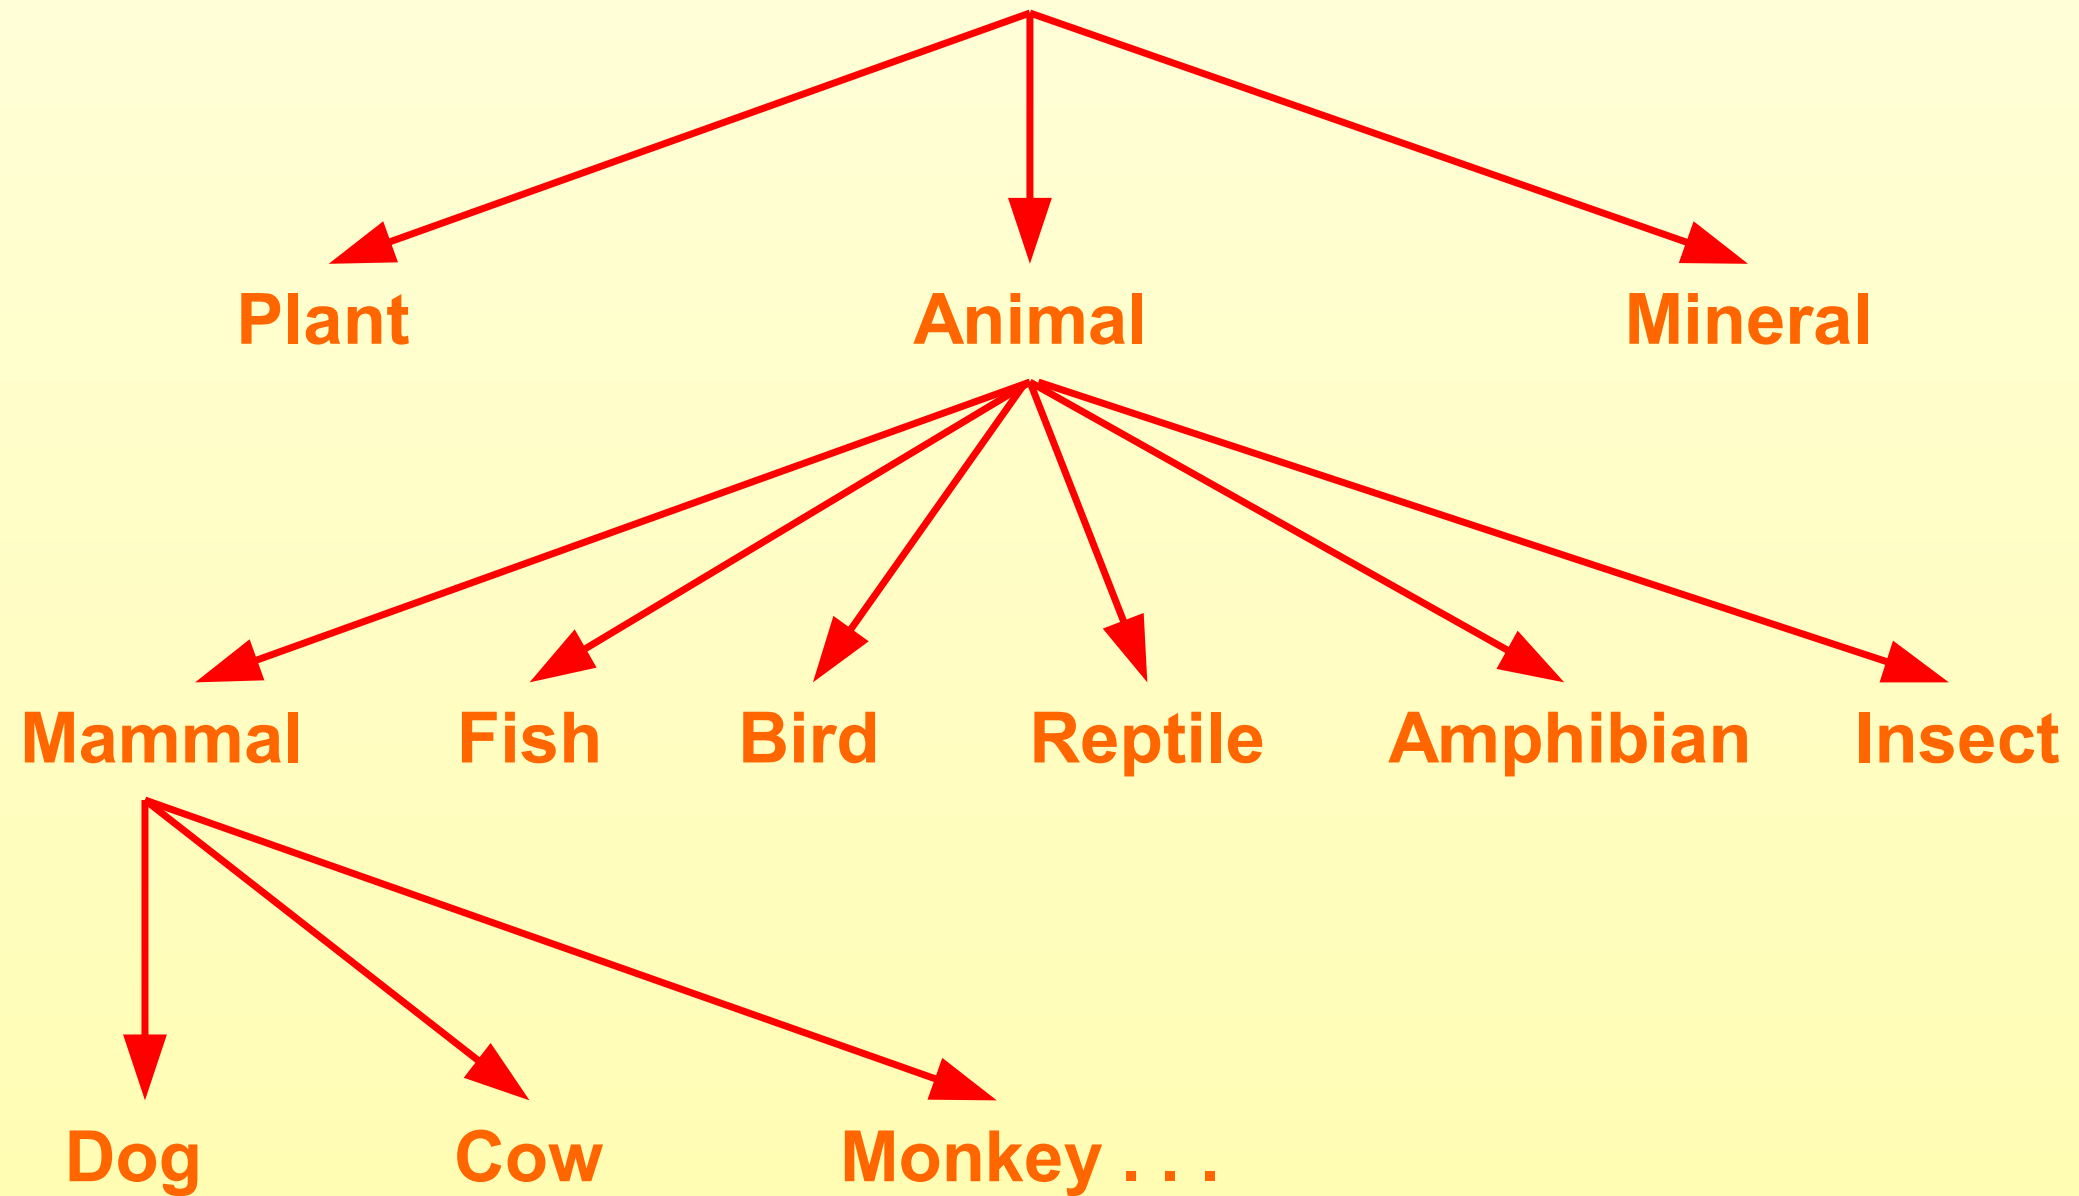 Plant Animal Mineral
Mammal Fish Bird Reptile Amphibian Insect
Dog Cow Monkey . . .